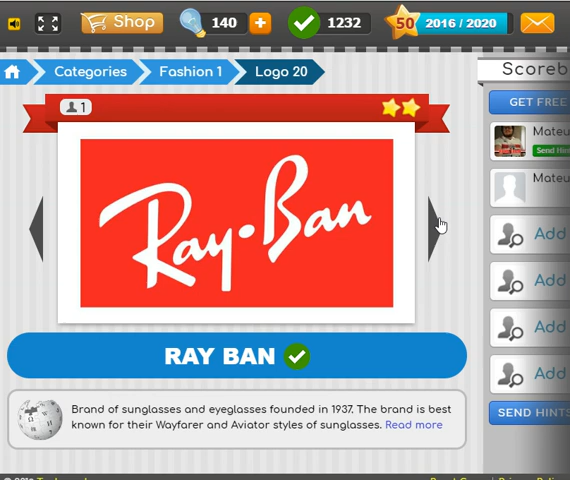 Shop
140
1232
50
2016 / 2020
Categories
Fashion 1
Logo 20
Scoreb
1
GET FREE
Ray•Ban
Mateu
Send Hin
Mateu
Add
Add
Add
Add
RAY BAN
Brand of sunglasses and eyeglasses founded in 1937. The brand is best
known for their Wayfarer and Aviator styles of sunglasses. Read more
SEND HINTS